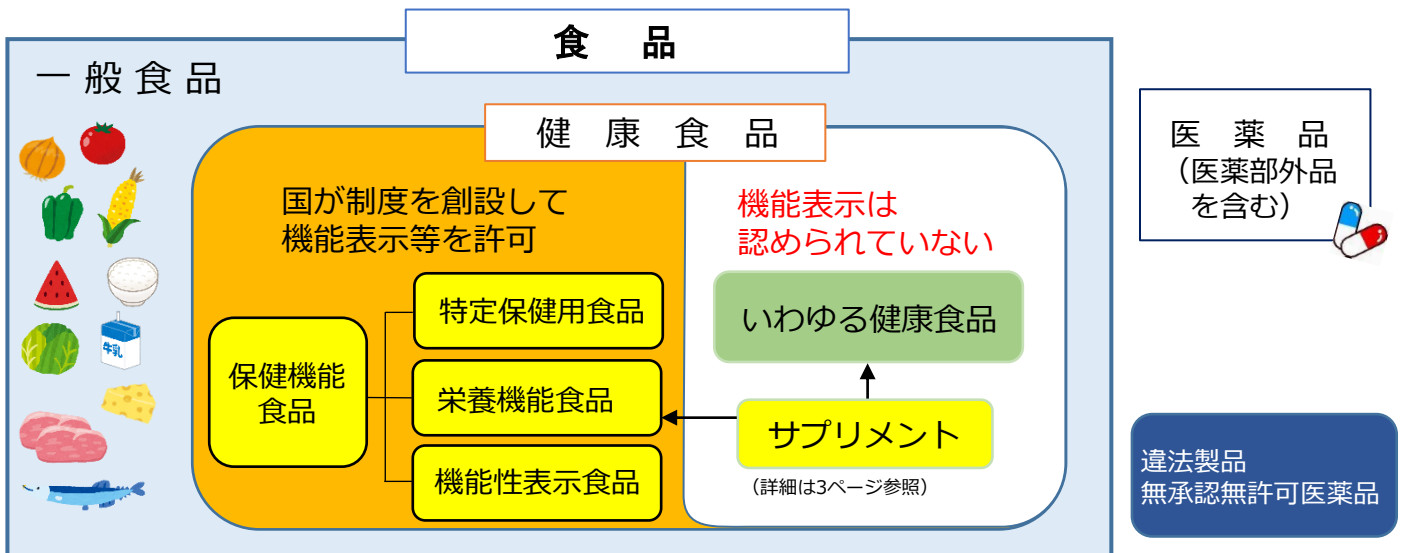 食 品
一 般 食 品
健 康 食 品
国が制度を創設して
機能表示等を許可
機能表示は
認められていない
保健機能
食品
特定保健用食品
栄養機能食品
機能性表示食品
いわゆる健康食品
サプリメント
（詳細は3ページ参照）
牛乳
医 薬 品
（医薬部外品
を含む）
違法製品
無承認無許可医薬品